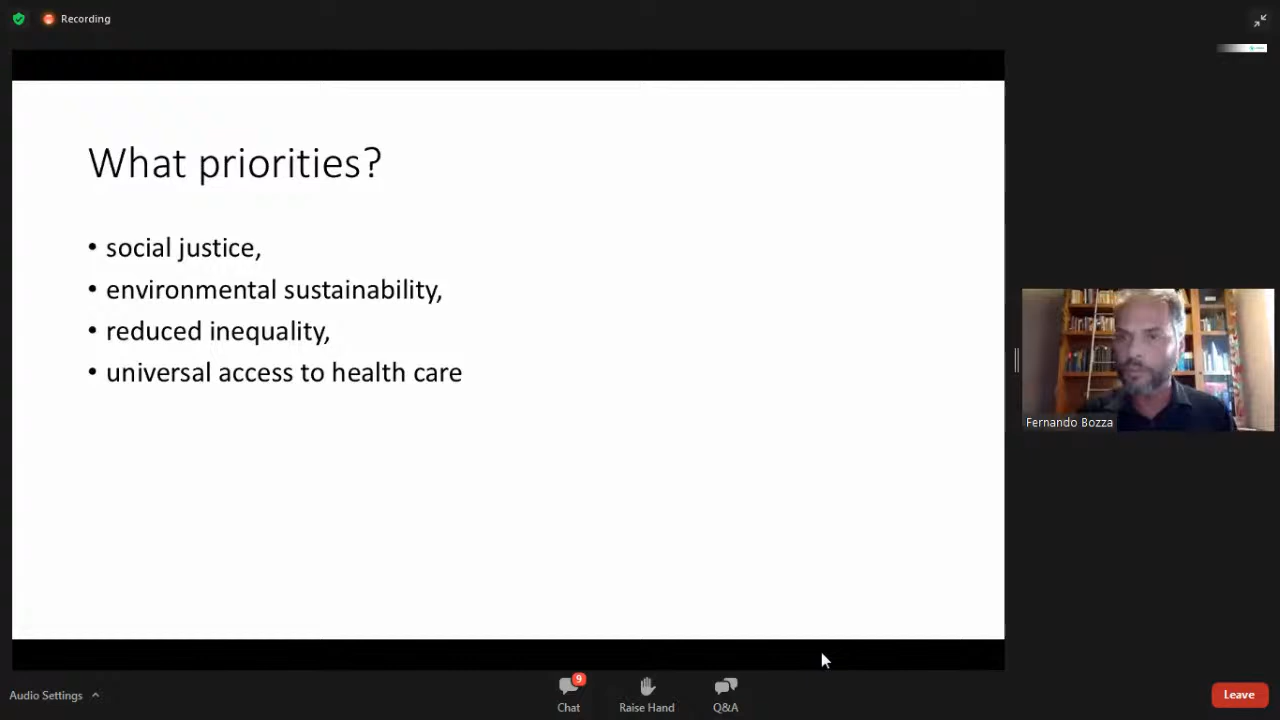 Recording
What priorities?
• social justice,
• environmental sustainability,
• reduced inequality,
• universal access to health care
Fernando Bozza
Audio Settings
9
Chat
Raise Hand
Q&A
Leave